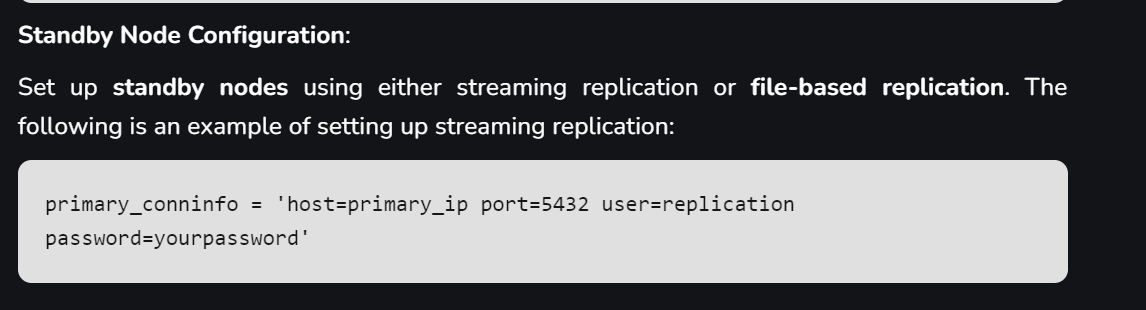 Standby Node Configuration:
Set up standby nodes using either streaming replication or file-based replication. The
following is an example of setting up streaming replication:
primary_conninfo = 'host=primary_ip port=5432 user=replication
password=yourpassword'